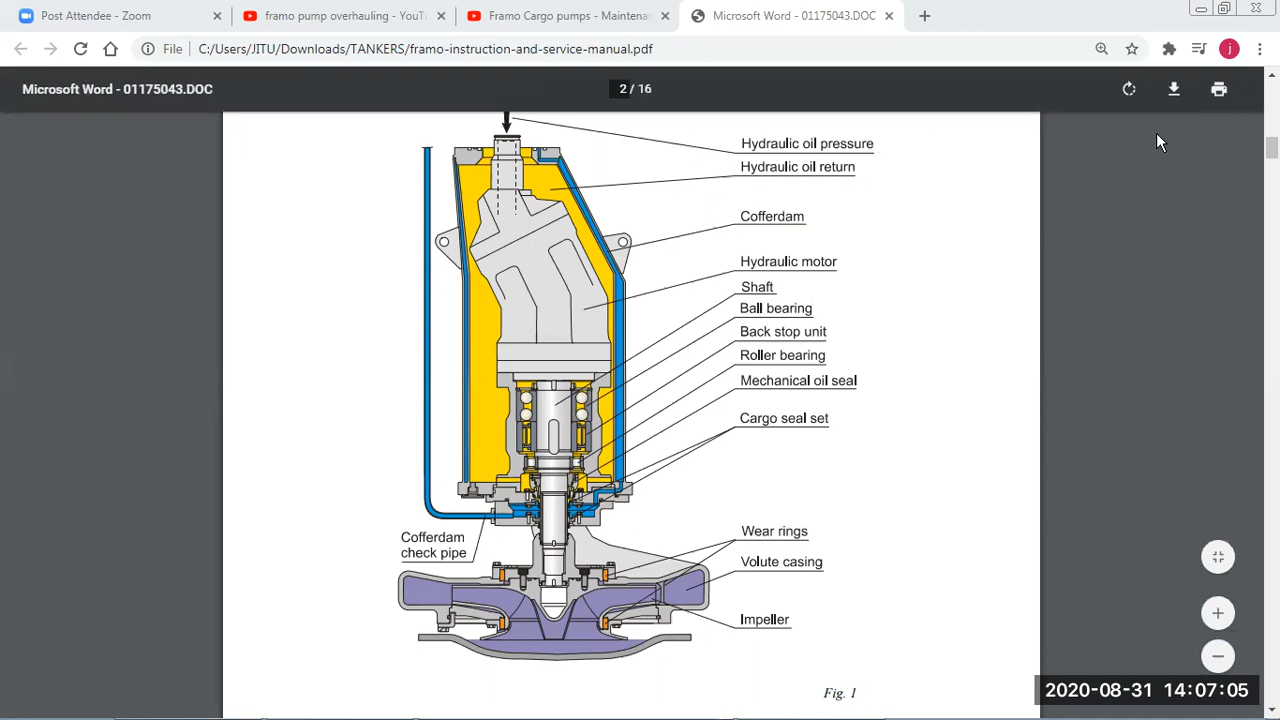 Post Attendee - Zoom
framo pump overhauling - YouT
Framo Cargo pumps - Maintenan
Microsoft Word - 01175043.DOC
File
C:/Users/JITU/Downloads/TANKERS/framo-instruction-and-service-manual.pdf
j
Microsoft Word - 01175043.DOC
2 / 16
Hydraulic oil pressure
Hydraulic oil return
Cofferdam
Hydraulic motor
Shaft
Ball bearing
Back stop unit
Roller bearing
Mechanical oil seal
Cargo seal set
Cofferdam
check pipe
Wear rings
Volute casing
Impeller
Fig. 1
2020-08-31 14:07:05